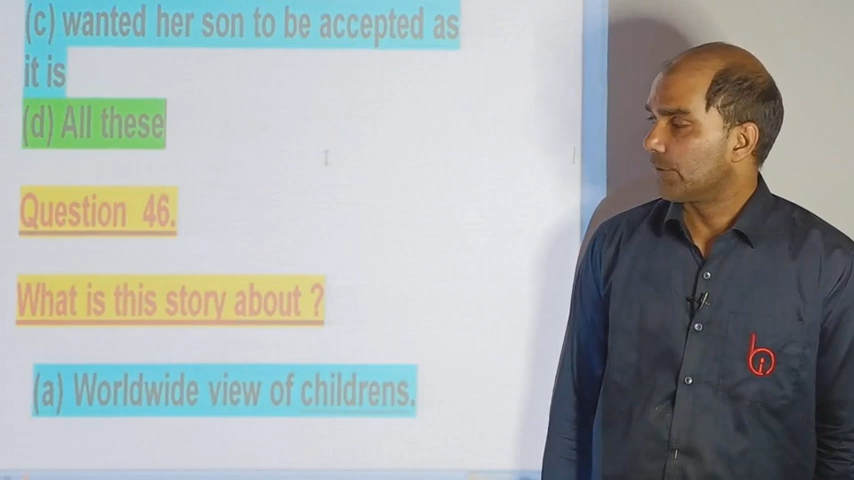 (c) wanted her son to be accepted as
it is
(d) All these
Question 46.
What is this story about ?
(a) Worldwide view of childrens.